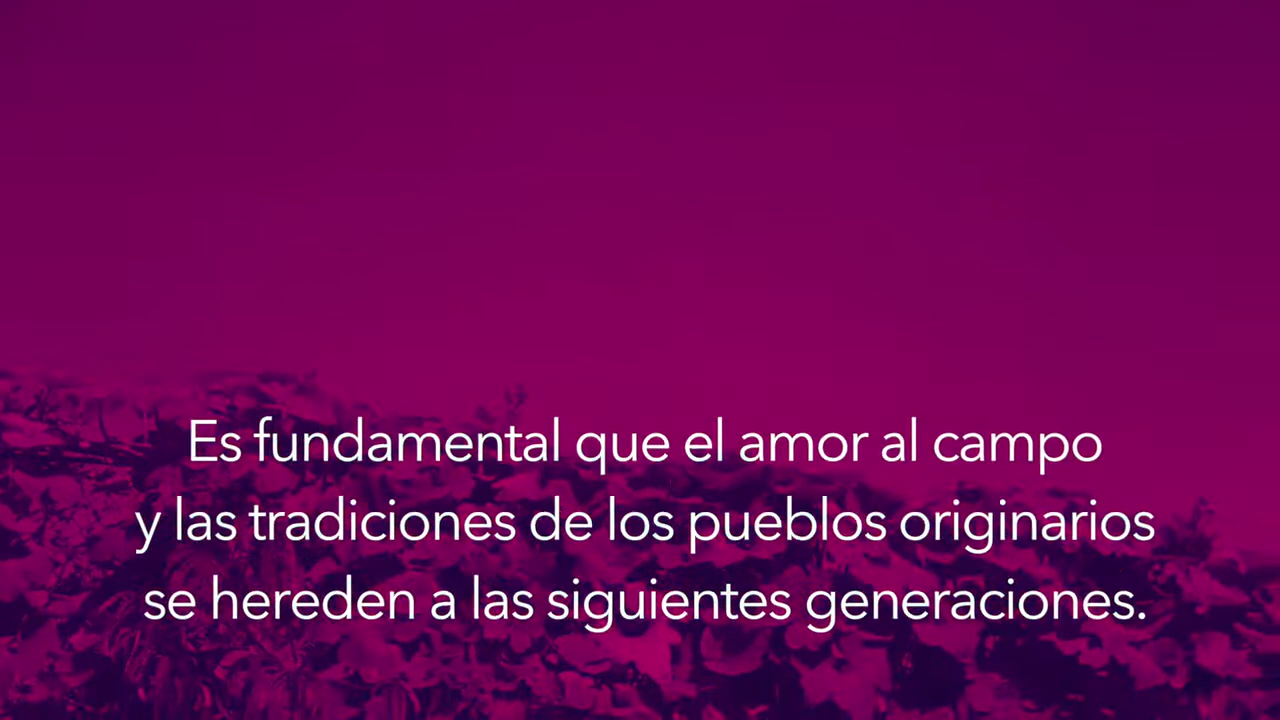 Es fundamental que el amor al campo
y las tradiciones de los pueblos originarios
se hereden a las siguientes generaciones.